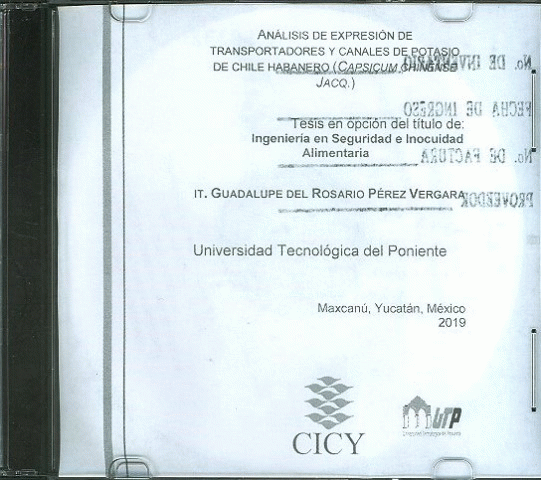 ANÁLISIS DE EXPRESIÓN DE
TRANSPORTADORES Y CANALES DE POTASIO
DE CHILE HABANERO (CAPSICUM CHINENSE
JACQ.)
No. DE INVENTARIO
FECHA DE INGRESO
Tesis en opción del título de:
Ingeniería en Seguridad e Inocuidad
Alimentaria
No. DE FACTURA
IT. GUADALUPE DEL ROSARIO PÉREZ VERGARA
PROVEEDOR
Universidad Tecnológica del Poniente
Maxcanú, Yucatán, México
2019
CICY
UTP